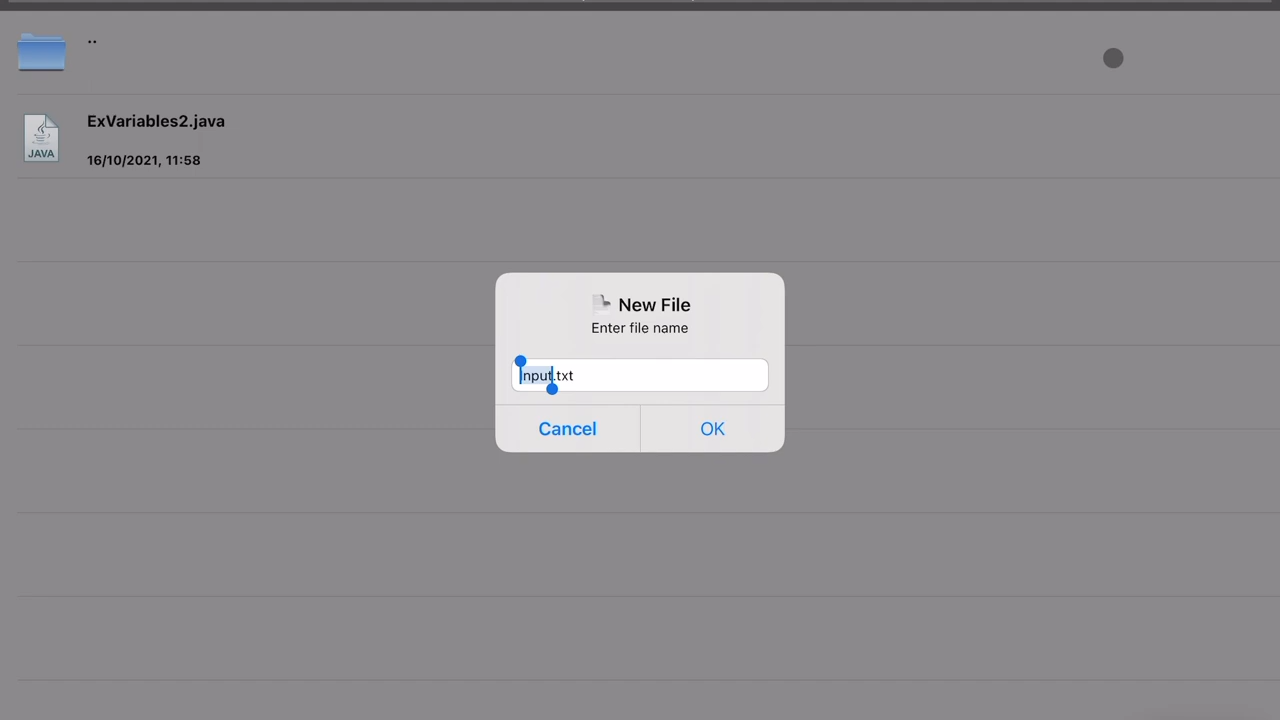 ..
ExVariables2.java
JAVA
16/10/2021, 11:58
New File
Enter file name
input.txt
Cancel
OK